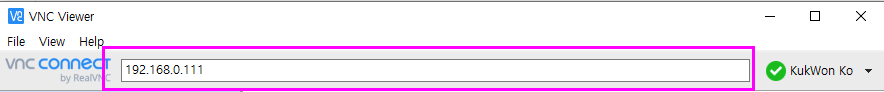 VNC Viewer
File View Help
vnc connect
by RealVNC
192.168.0.111
KukWon Ko